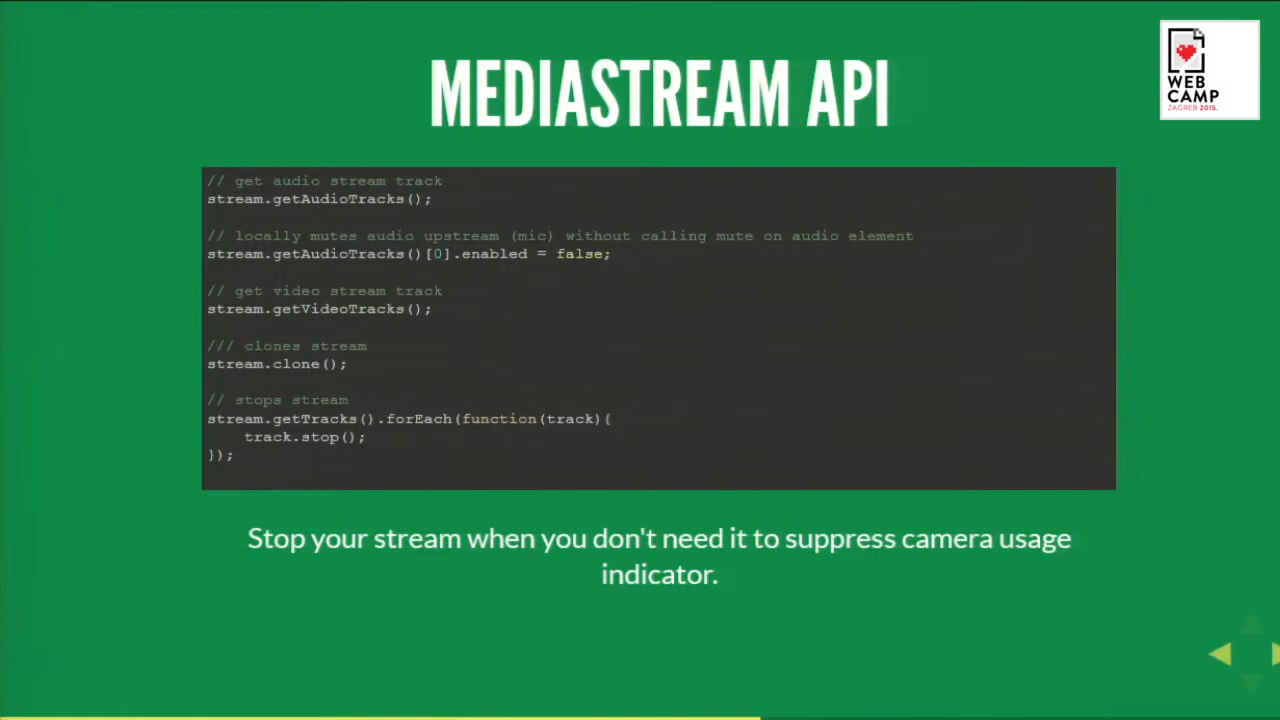 MEDIASTREAM API
WEB
CAMP
ZAGREB 2015.
// get audio stream track
stream.getAudioTracks();
// locally mutes audio upstream (mic) without calling mute on audio element
stream.getAudioTracks()[0].enabled = false;
// get video stream track
stream.getVideoTracks();
/// clones stream
stream.clone();
// stops stream
stream.getTracks().forEach(function(track){
    track.stop();
});
Stop your stream when you don't need it to suppress camera usage
indicator.